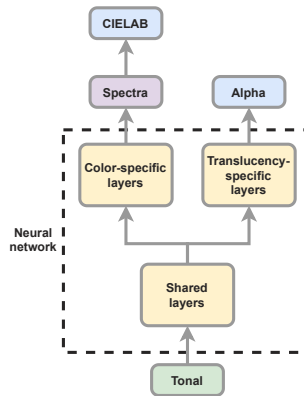 CIELAB
Spectra
Alpha
Color-specific
layers
Translucency-
specific
layers
Neural
network
Shared
layers
Tonal